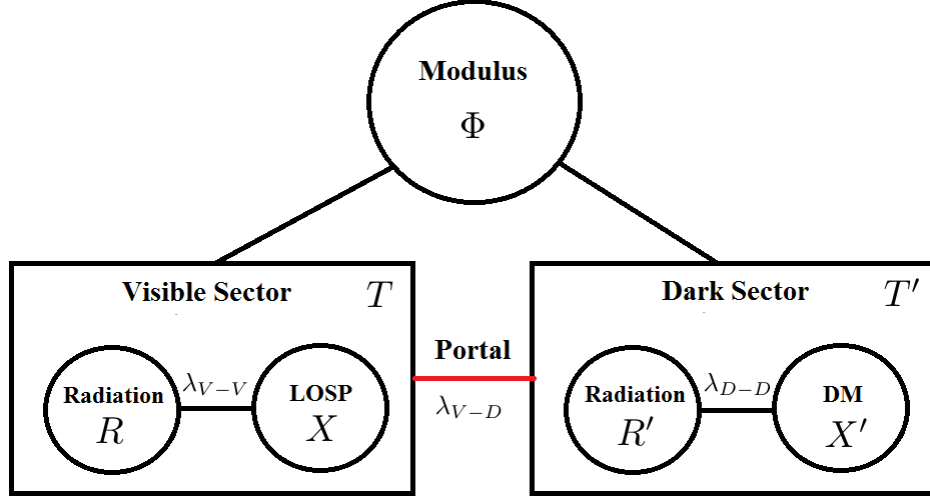 Modulus
Φ
Visible Sector T
Dark Sector T′
Portal
λ_{V−D}
Radiation
R
λ_{V−V}
LOSP
X
Radiation
R′
λ_{D−D}
DM
X′